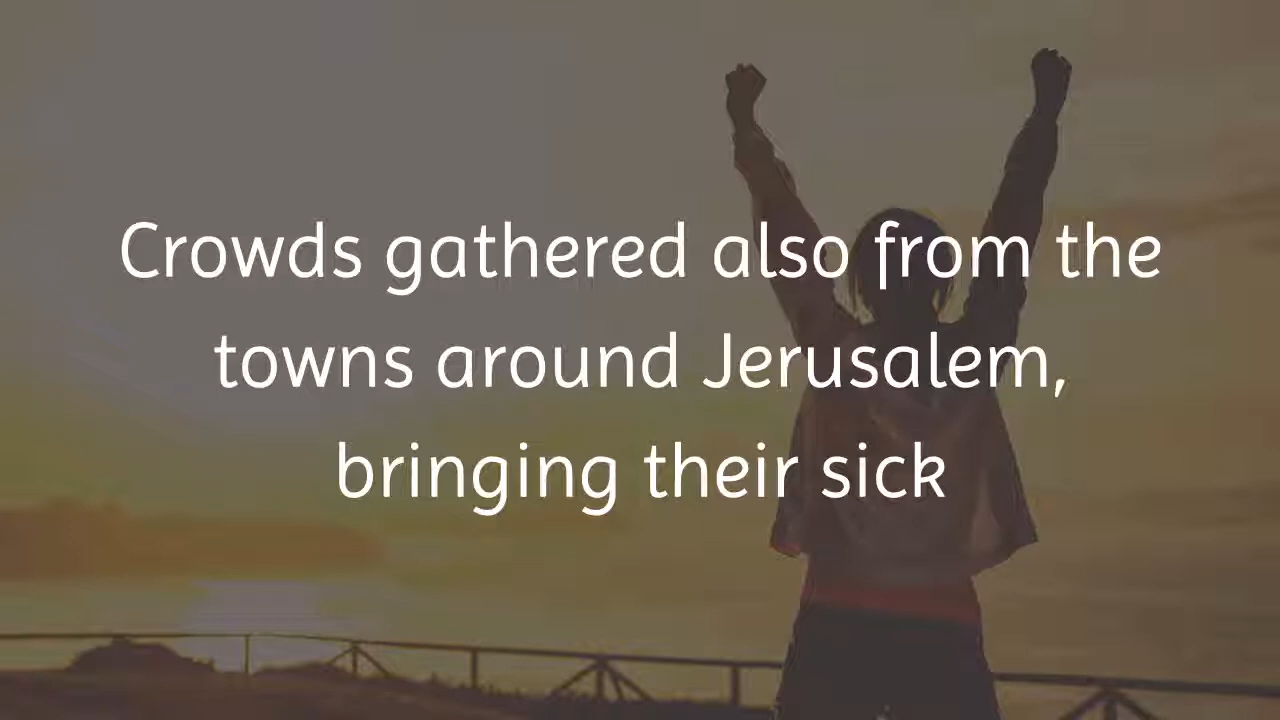 Crowds gathered also from the
towns around Jerusalem,
bringing their sick